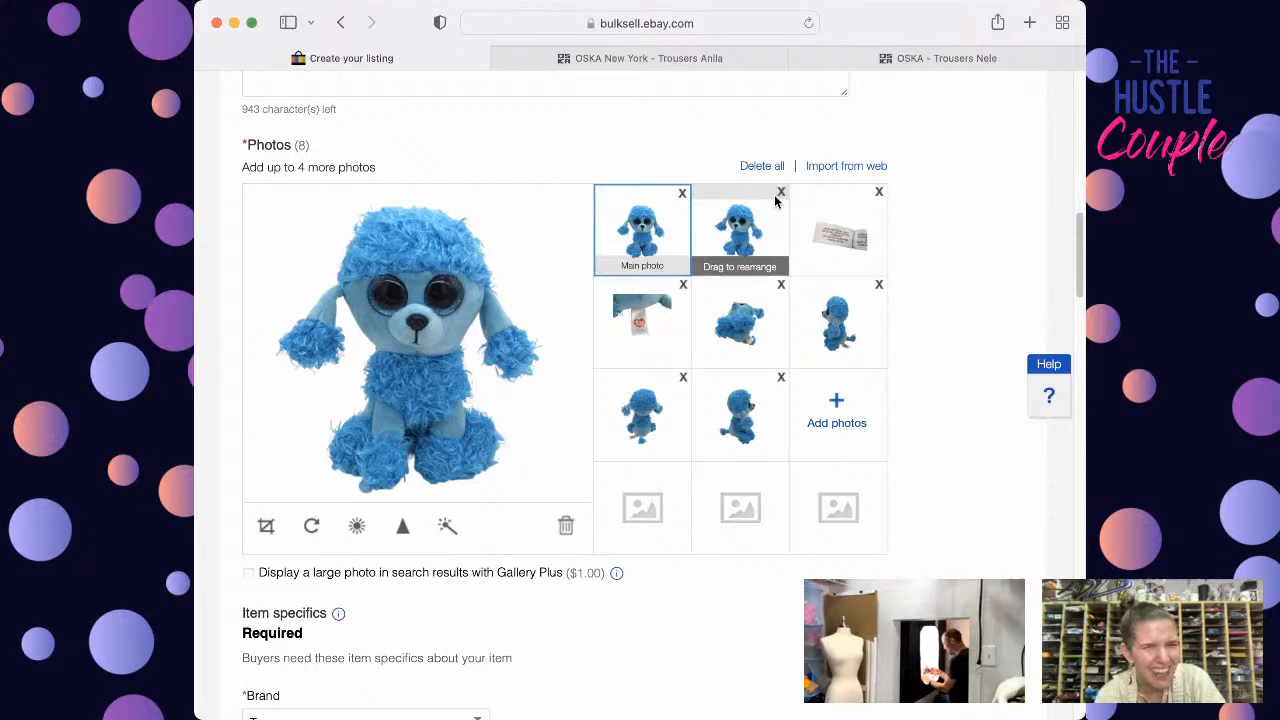 bulksell.ebay.com
Create your listing
OSKA New York - Trousers Anila
OSKA - Trousers Nele
-THE-
HUSTLE
Couple
943 character(s) left
*Photos (8)
Add up to 4 more photos
Delete all | Import from web
X X X
Main photo
Drag to rearrange
X X X
X X
+
Add photos
Help
?
Display a large photo in search results with Gallery Plus ($1.00)
Item specifics
Required
Buyers need these item specifics about your item
*Brand